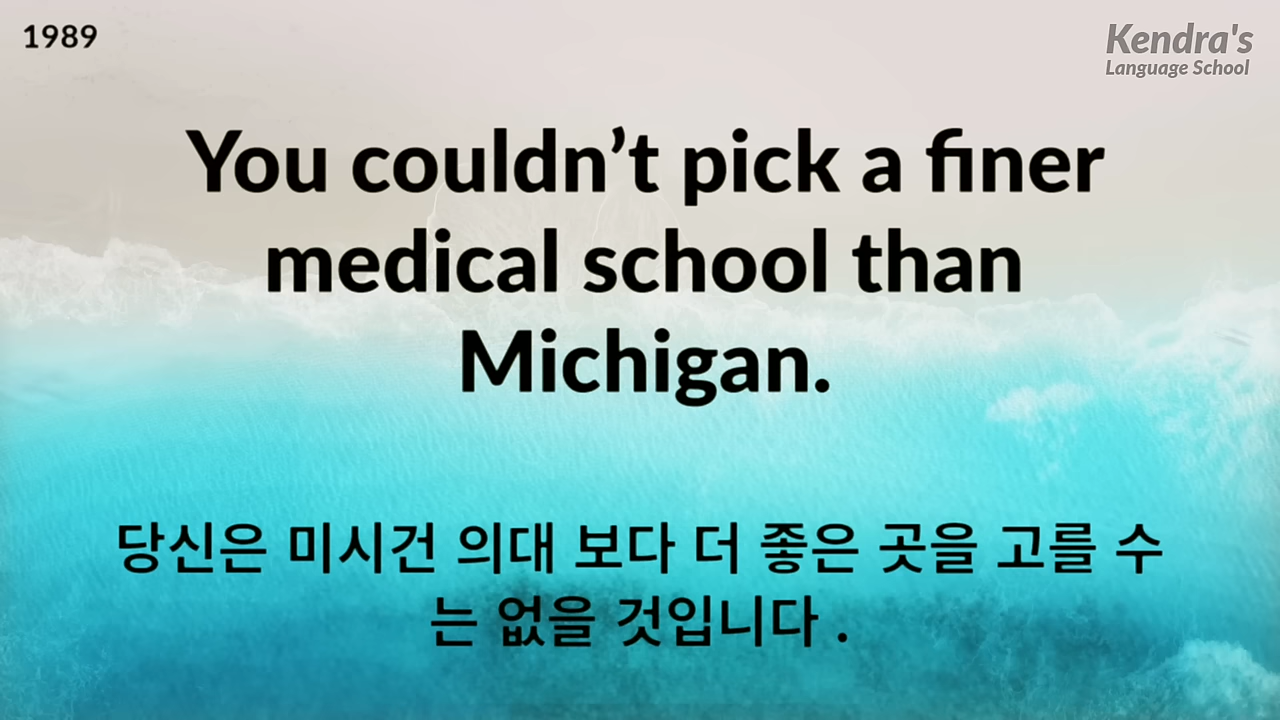 1989
Kendra's
Language School
You couldn’t pick a finer
medical school than
Michigan.
당신은 미시건 의대 보다 더 좋은 곳을 고를 수
는 없을 것입니다 .